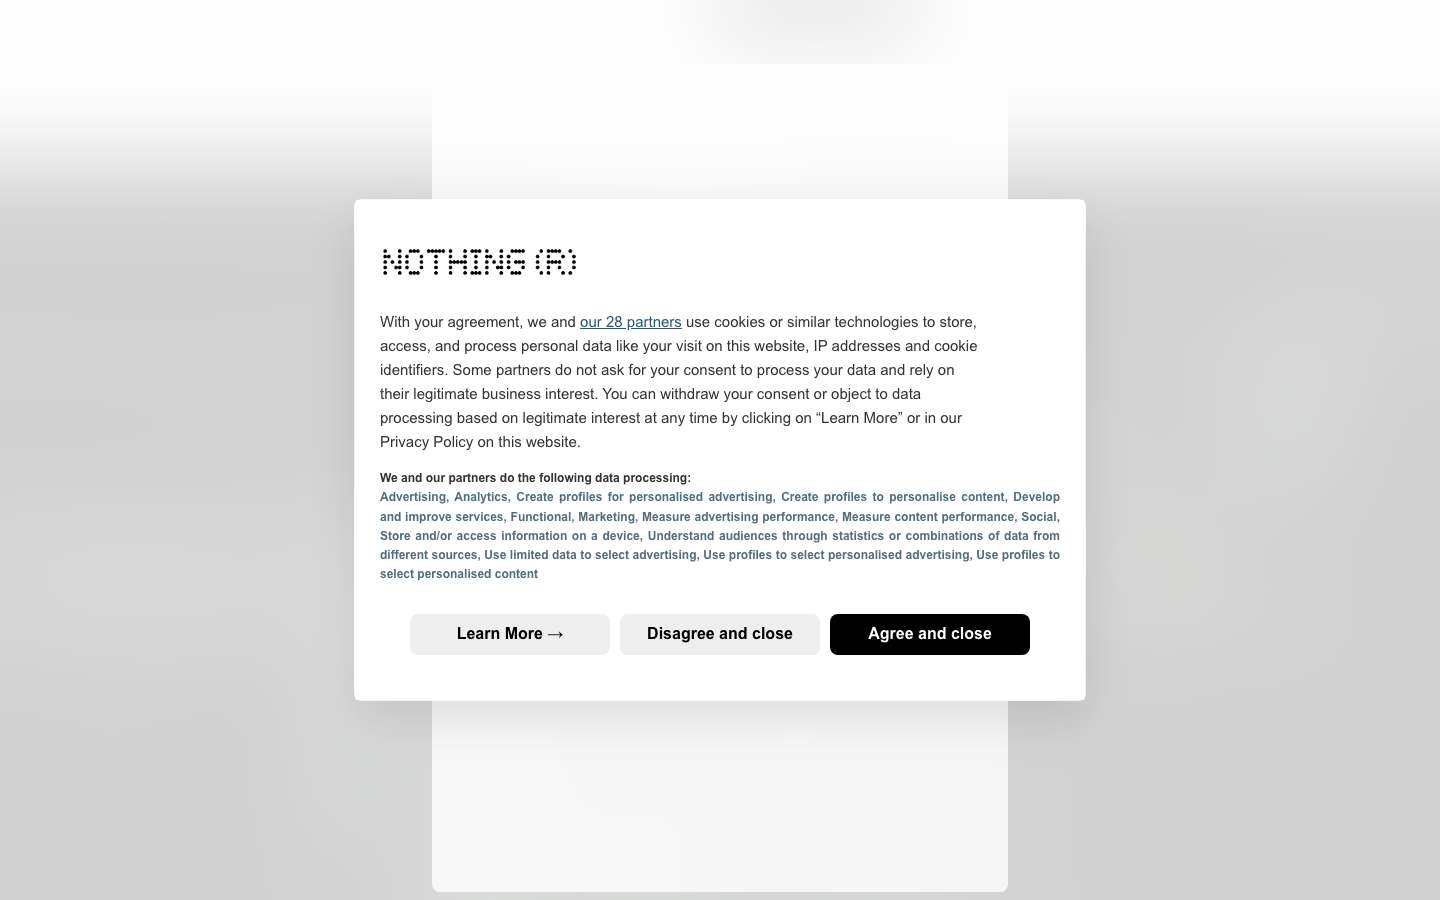 NOTHING (R)
With your agreement, we and our 28 partners use cookies or similar technologies to store,
access, and process personal data like your visit on this website, IP addresses and cookie
identifiers. Some partners do not ask for your consent to process your data and rely on
their legitimate business interest. You can withdraw your consent or object to data
processing based on legitimate interest at any time by clicking on “Learn More” or in our
Privacy Policy on this website.
We and our partners do the following data processing:
Advertising, Analytics, Create profiles for personalised advertising, Create profiles to personalise content, Develop
and improve services, Functional, Marketing, Measure advertising performance, Measure content performance, Social,
Store and/or access information on a device, Understand audiences through statistics or combinations of data from
different sources, Use limited data to select advertising, Use profiles to select personalised advertising, Use profiles to
select personalised content
Learn More →
Disagree and close
Agree and close